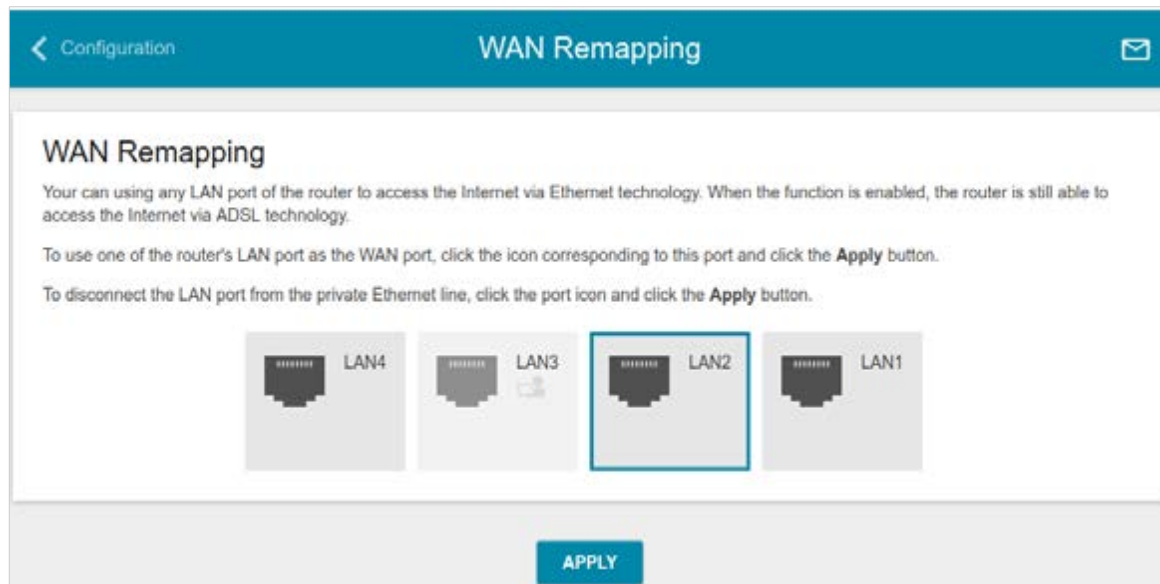 Configuration
WAN Remapping
WAN Remapping
Your can using any LAN port of the router to access the Internet via Ethernet technology. When the function is enabled, the router is still able to
access the Internet via ADSL technology.
To use one of the router's LAN port as the WAN port, click the icon corresponding to this port and click the Apply button.
To disconnect the LAN port from the private Ethernet line, click the port icon and click the Apply button.
LAN4
LAN3
LAN2
LAN1
APPLY